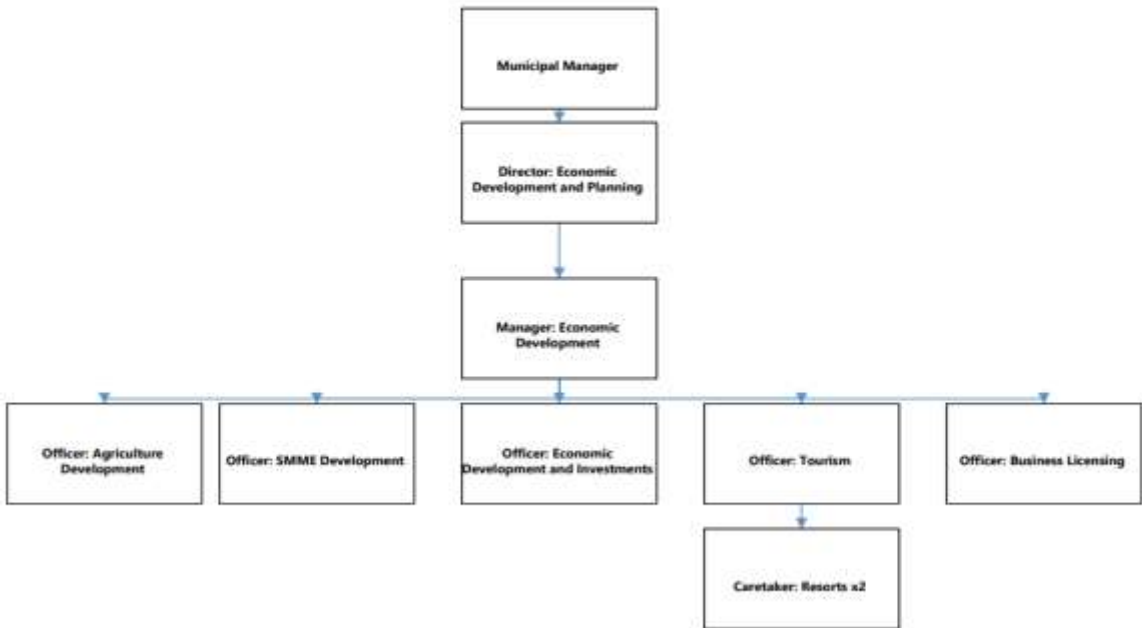 Municipal Manager
Director: Economic
Development and Planning
Manager: Economic
Development
Officer: Agriculture
Development
Officer: SMME Development
Officer: Economic
Development and Investments
Officer: Tourism
Officer: Business Licensing
Caretaker: Resorts x2